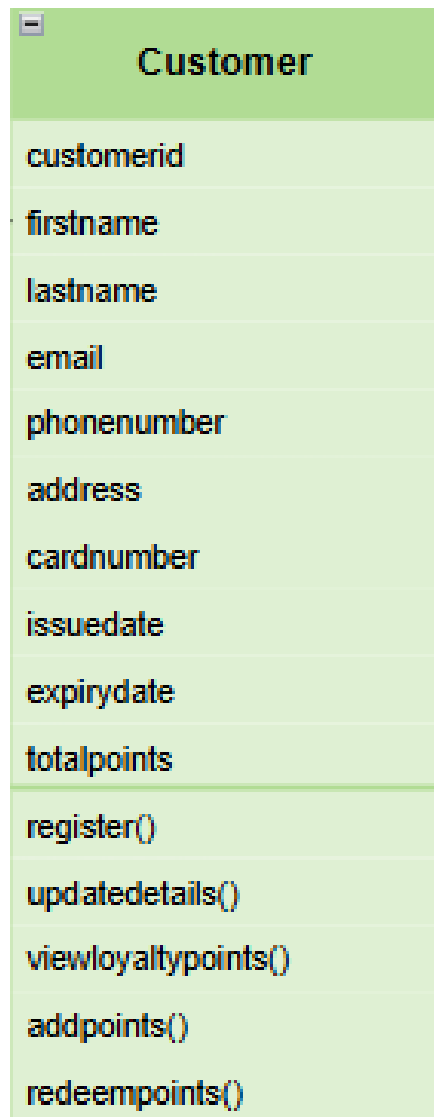 Customer
customerid
firstname
lastname
email
phonenumber
address
cardnumber
issuedate
expirydate
totalpoints
register()
updatedetails()
viewloyaltypoints()
addpoints()
redeempoints()